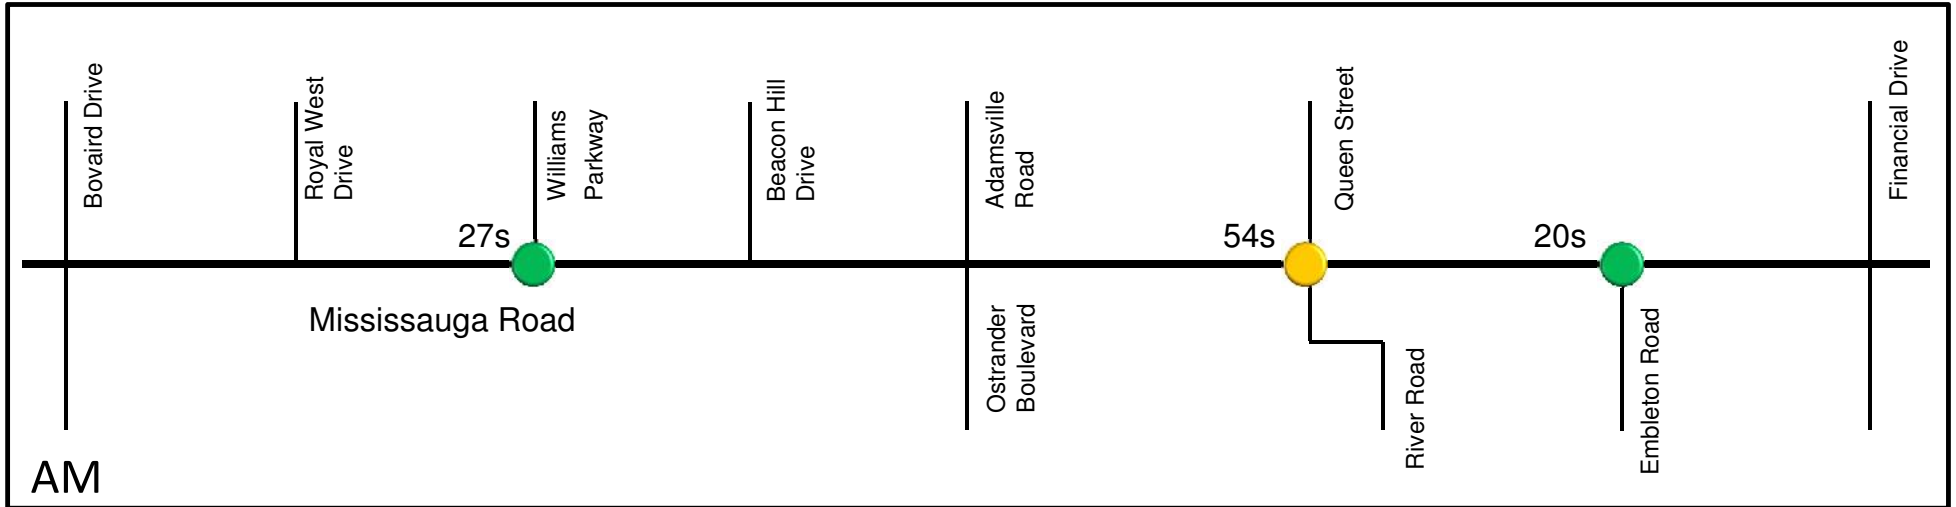 Bovaird Drive
Royal West
Drive
Williams
Parkway
Beacon Hill
Drive
Adamsville
Road
Queen Street
Financial Drive
27s
54s
20s
Mississauga Road
Ostrander
Boulevard
River Road
Embleton Road
AM